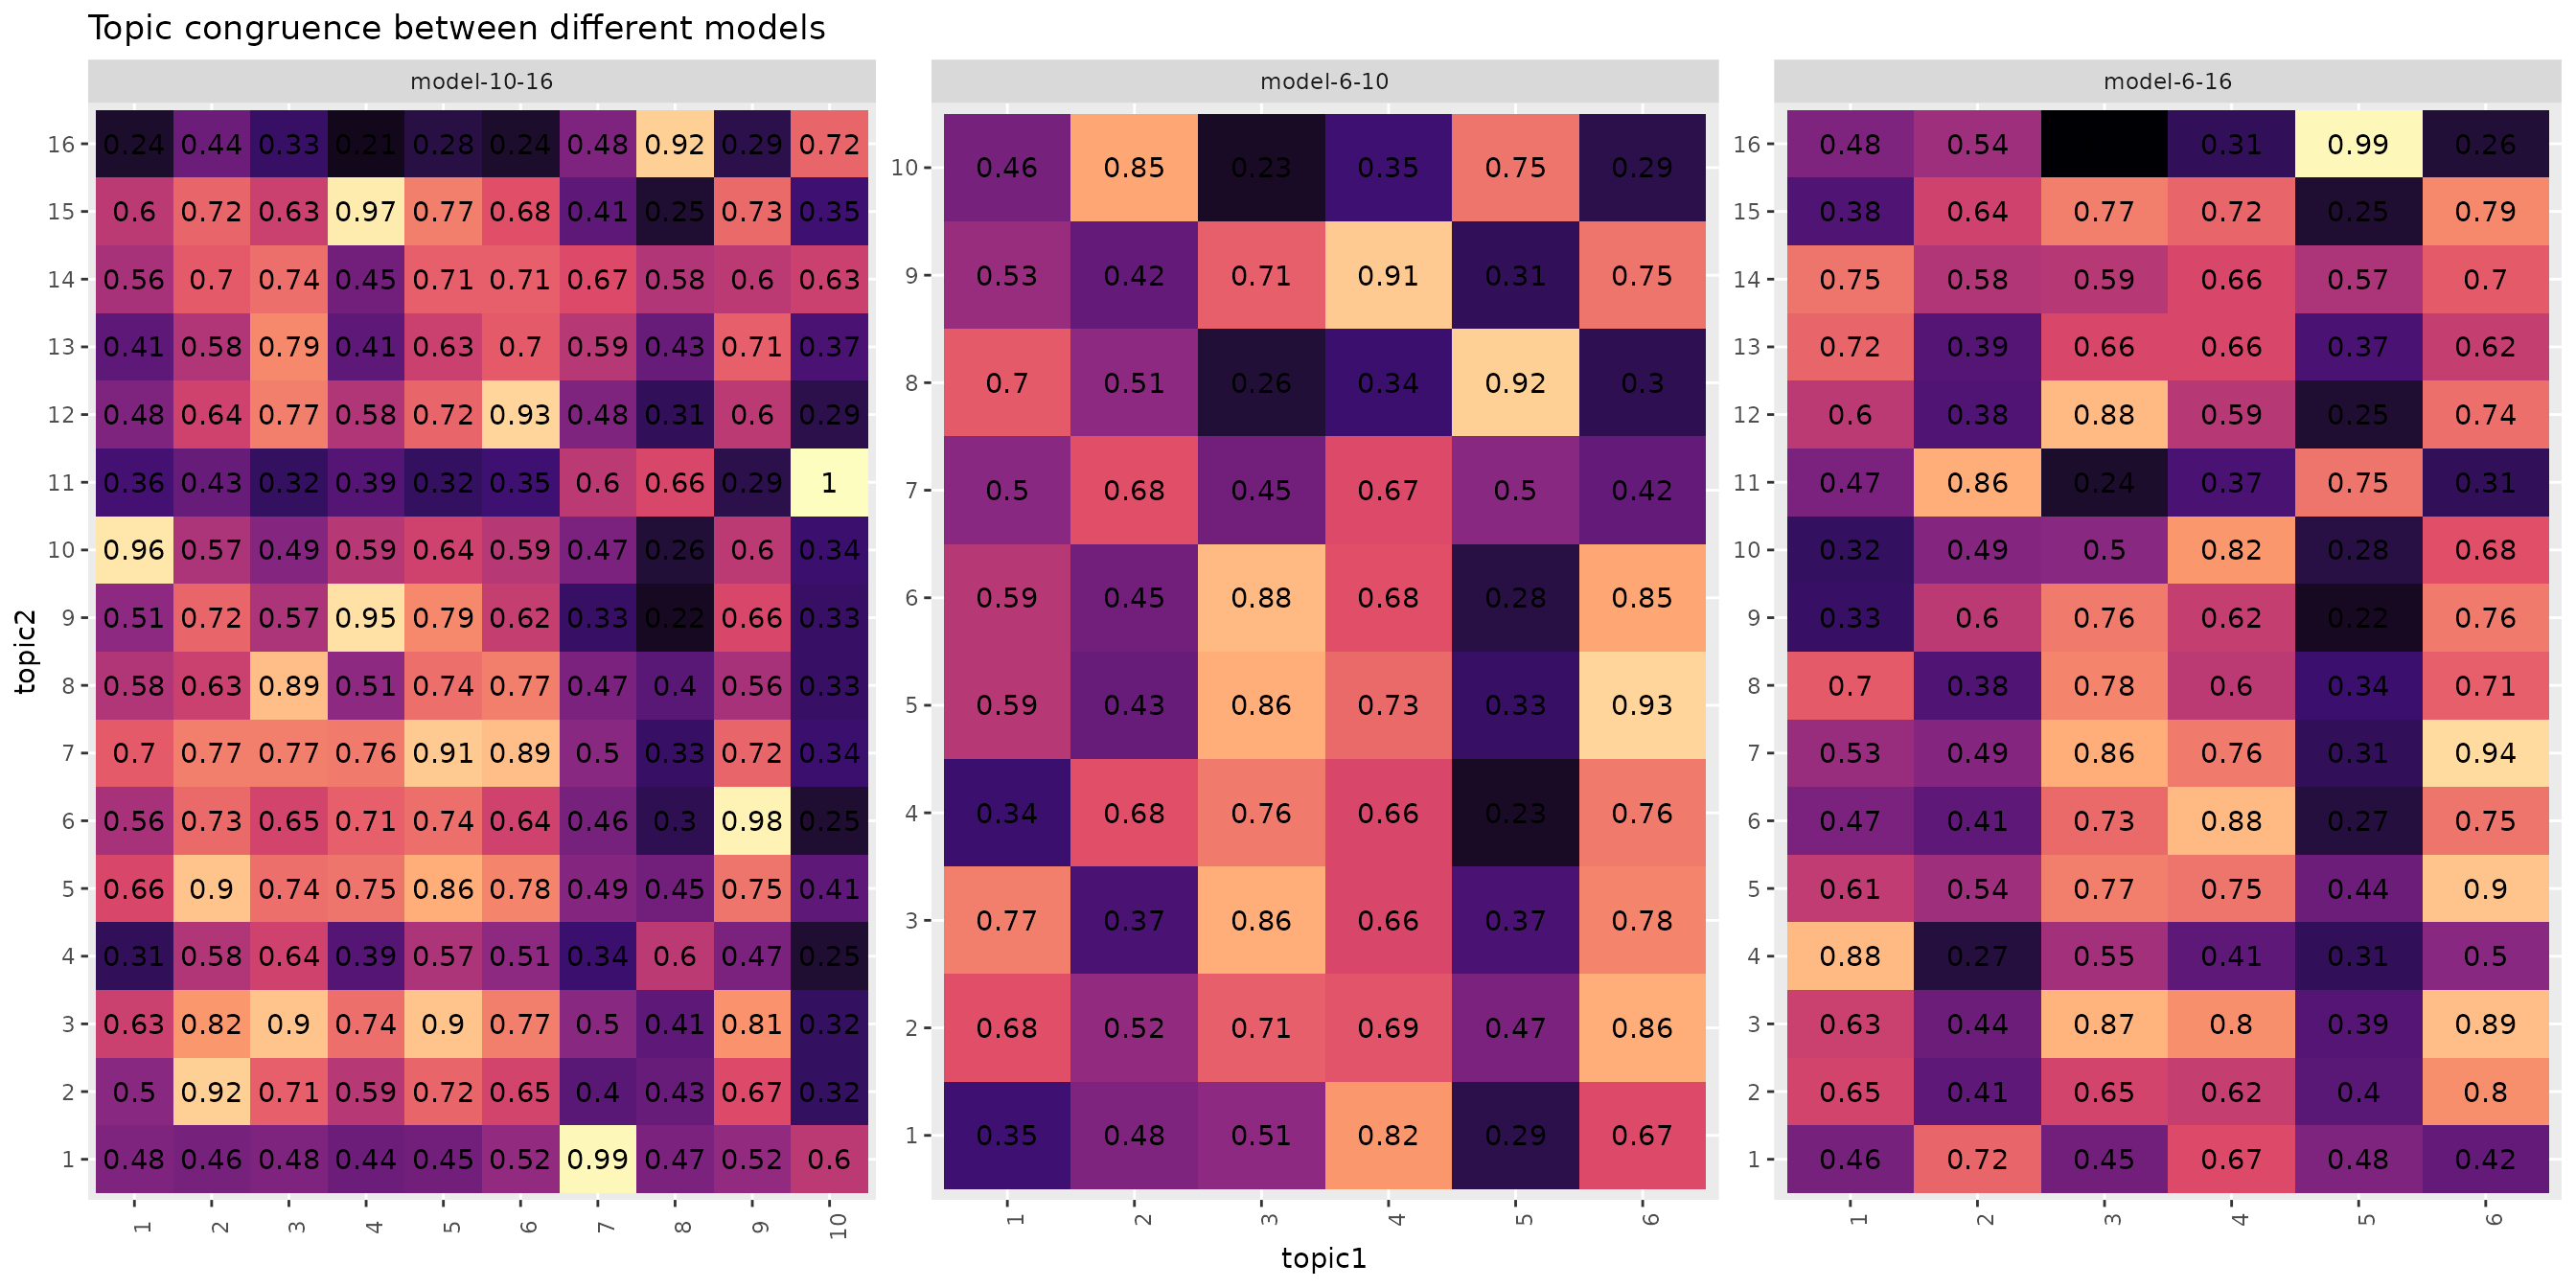 Topic congruence between different models
model-10-16
16 0.24 0.44 0.33 0.21 0.28 0.24 0.48 0.92 0.29 0.72
15 0.6 0.72 0.63 0.97 0.77 0.68 0.41 0.25 0.73 0.35
14 0.56 0.7 0.74 0.45 0.71 0.71 0.67 0.58 0.6 0.63
13 0.41 0.58 0.79 0.41 0.63 0.7 0.59 0.43 0.71 0.37
12 0.48 0.64 0.77 0.58 0.72 0.93 0.48 0.31 0.6 0.29
11 0.36 0.43 0.32 0.39 0.32 0.35 0.6 0.66 0.29 1
10 0.96 0.57 0.49 0.59 0.64 0.59 0.47 0.26 0.6 0.34
9 0.51 0.72 0.57 0.95 0.79 0.62 0.33 0.22 0.66 0.33
8 0.58 0.63 0.89 0.51 0.74 0.77 0.47 0.4 0.56 0.33
7 0.7 0.77 0.77 0.76 0.91 0.89 0.5 0.33 0.72 0.34
6 0.56 0.73 0.65 0.71 0.74 0.64 0.46 0.3 0.98 0.25
5 0.66 0.9 0.74 0.75 0.86 0.78 0.49 0.45 0.75 0.41
4 0.31 0.58 0.64 0.39 0.57 0.51 0.34 0.6 0.47 0.25
3 0.63 0.82 0.9 0.74 0.9 0.77 0.5 0.41 0.81 0.32
2 0.5 0.92 0.71 0.59 0.72 0.65 0.4 0.43 0.67 0.32
1 0.48 0.46 0.48 0.44 0.45 0.52 0.99 0.47 0.52 0.6
1 2 3 4 5 6 7 8 9 10
model-6-10
10 0.46 0.85 0.23 0.35 0.75 0.29
9 0.53 0.42 0.71 0.91 0.31 0.75
8 0.7 0.51 0.26 0.34 0.92 0.3
7 0.5 0.68 0.45 0.67 0.5 0.42
6 0.59 0.45 0.88 0.68 0.28 0.85
5 0.59 0.43 0.86 0.73 0.33 0.93
4 0.34 0.68 0.76 0.66 0.23 0.76
3 0.77 0.37 0.86 0.66 0.37 0.78
2 0.68 0.52 0.71 0.69 0.47 0.86
1 0.35 0.48 0.51 0.82 0.29 0.67
1 2 3 4 5 6
model-6-16
16 0.48 0.54 0.31 0.99 0.26
15 0.38 0.64 0.77 0.72 0.25 0.79
14 0.75 0.58 0.59 0.66 0.57 0.7
13 0.72 0.39 0.66 0.66 0.37 0.62
12 0.6 0.38 0.88 0.59 0.25 0.74
11 0.47 0.86 0.24 0.37 0.75 0.31
10 0.32 0.49 0.5 0.82 0.28 0.68
9 0.33 0.6 0.76 0.62 0.22 0.76
8 0.7 0.38 0.78 0.6 0.34 0.71
7 0.53 0.49 0.86 0.76 0.31 0.94
6 0.47 0.41 0.73 0.88 0.27 0.75
5 0.61 0.54 0.77 0.75 0.44 0.9
4 0.88 0.27 0.55 0.41 0.31 0.5
3 0.63 0.44 0.87 0.8 0.39 0.89
2 0.65 0.41 0.65 0.62 0.4 0.8
1 0.46 0.72 0.45 0.67 0.48 0.42
1 2 3 4 5 6
topic2
topic1